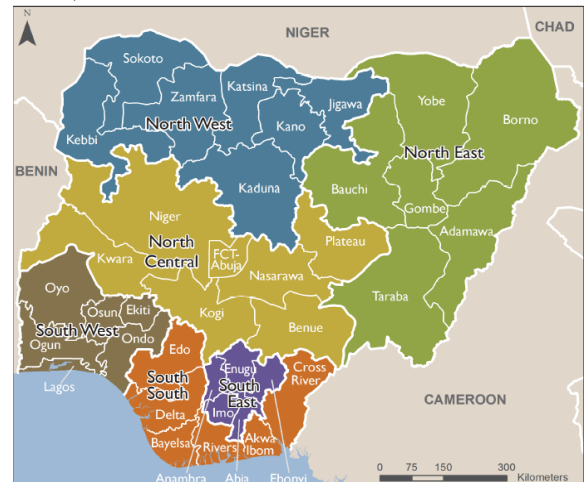 N
NIGER
CHAD
Sokoto
Katsina
Jigawa
Yobe
Borno
Zamfara
North West
Kano
Kebbi
North East
BENIN
Kaduna
Bauchi
Gombe
Adamawa
Niger
North
Central
FCT-
Abuja
Plateau
Kwara
Nasarawa
Taraba
Oyo
Kogi
Benue
Osun
Ekiti
South West
Ogun
Ondo
Edo
Enugu
Cross
River
Lagos
South
South
South
East
Imo
CAMEROON
Delta
Bayelsa
Rivers
Akwa
Ibom
Anambra
Abia
Ebonyi
0 75 150 300
Kilometers